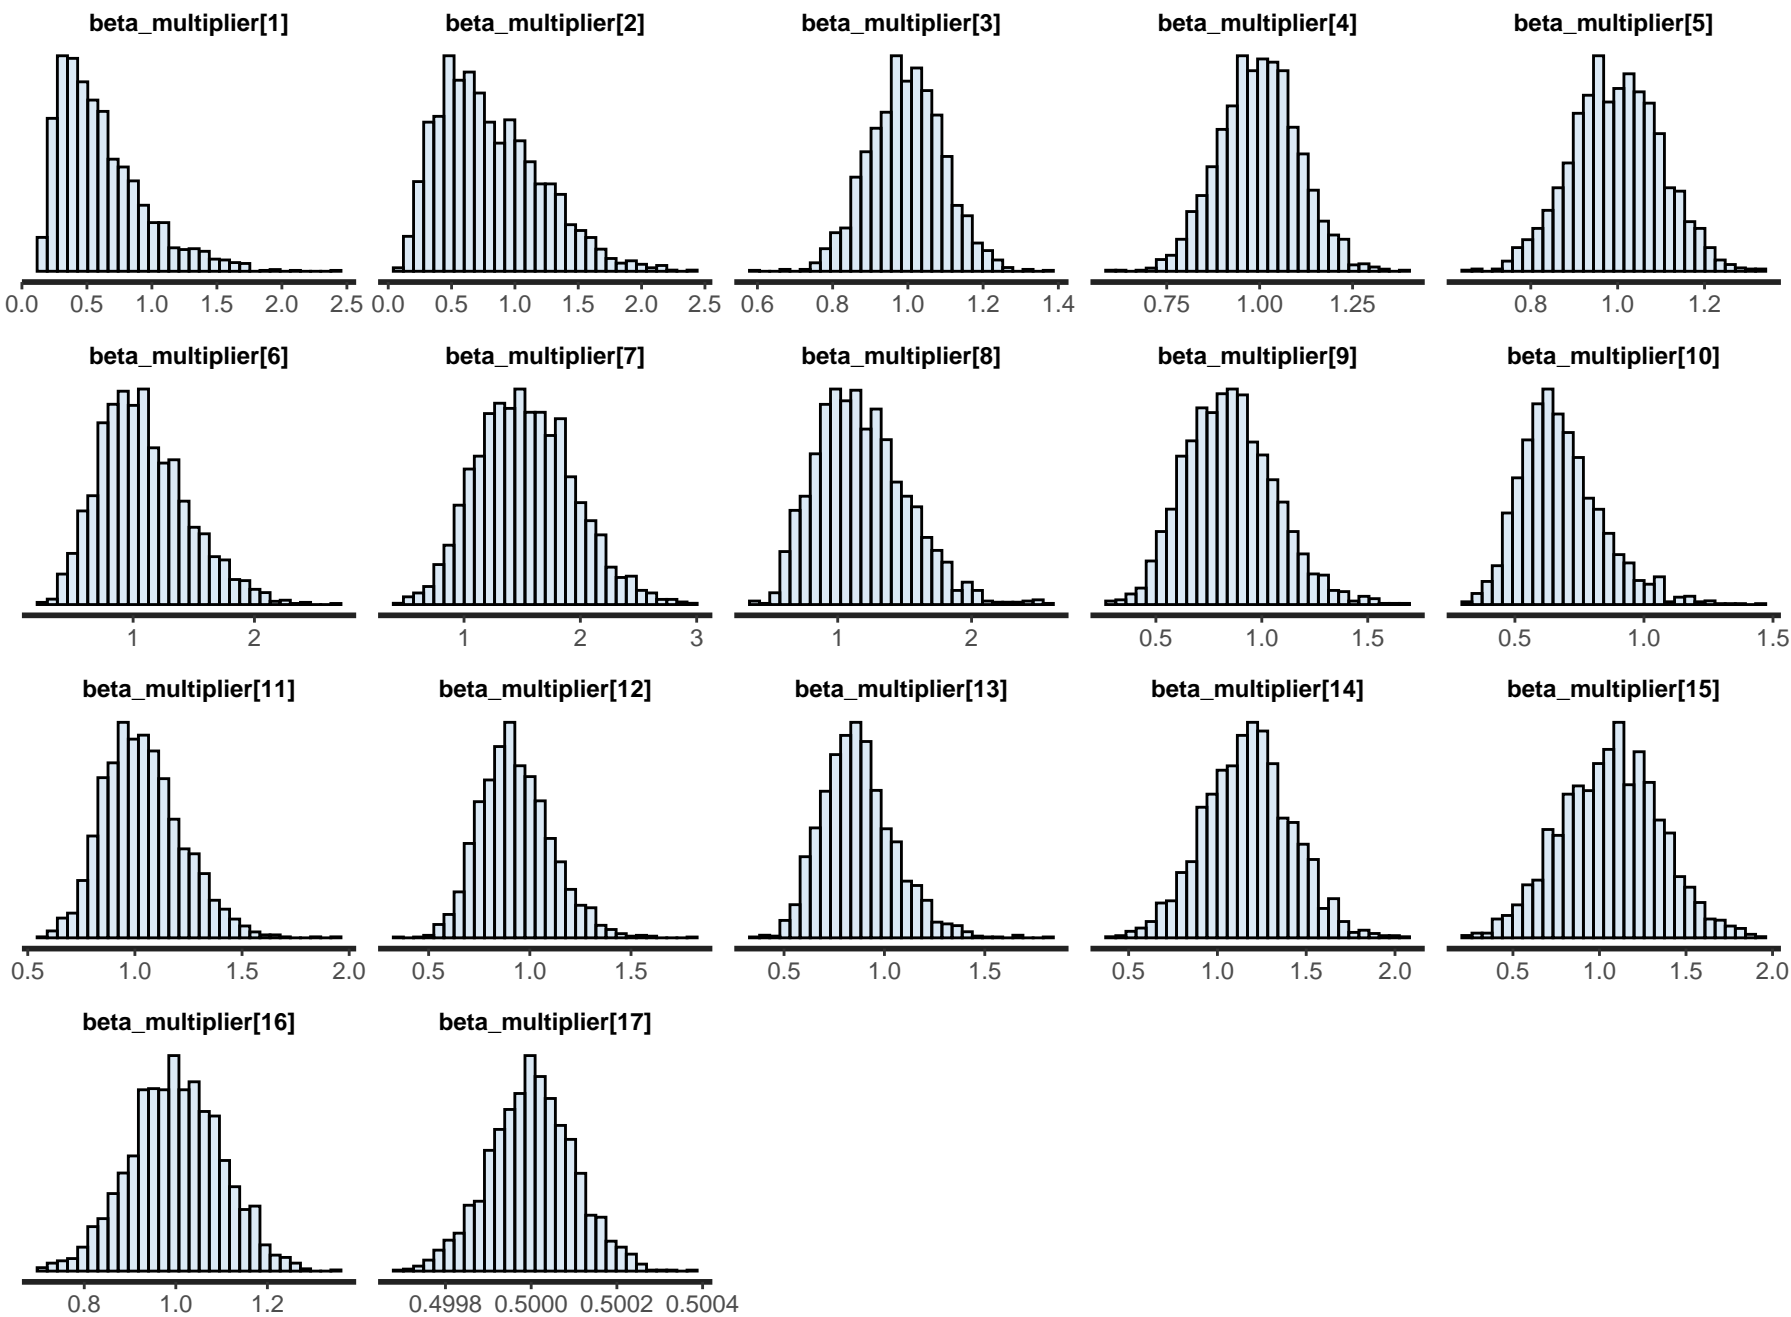 beta_multiplier[1] beta_multiplier[2] beta_multiplier[3] beta_multiplier[4] beta_multiplier[5]
0.0 0.5 1.0 1.5 2.0 2.5 0.0 0.5 1.0 1.5 2.0 2.5 0.6 0.8 1.0 1.2 1.4 0.75 1.00 1.25 0.8 1.0 1.2
beta_multiplier[6] beta_multiplier[7] beta_multiplier[8] beta_multiplier[9] beta_multiplier[10]
1 2 1 2 3 1 2 0.5 1.0 1.5 0.5 1.0 1.5
beta_multiplier[11] beta_multiplier[12] beta_multiplier[13] beta_multiplier[14] beta_multiplier[15]
0.5 1.0 1.5 2.0 0.5 1.0 1.5 0.5 1.0 1.5 0.5 1.0 1.5 2.0 0.5 1.0 1.5 2.0
beta_multiplier[16] beta_multiplier[17]
0.8 1.0 1.2 0.4998 0.5000 0.5002 0.5004